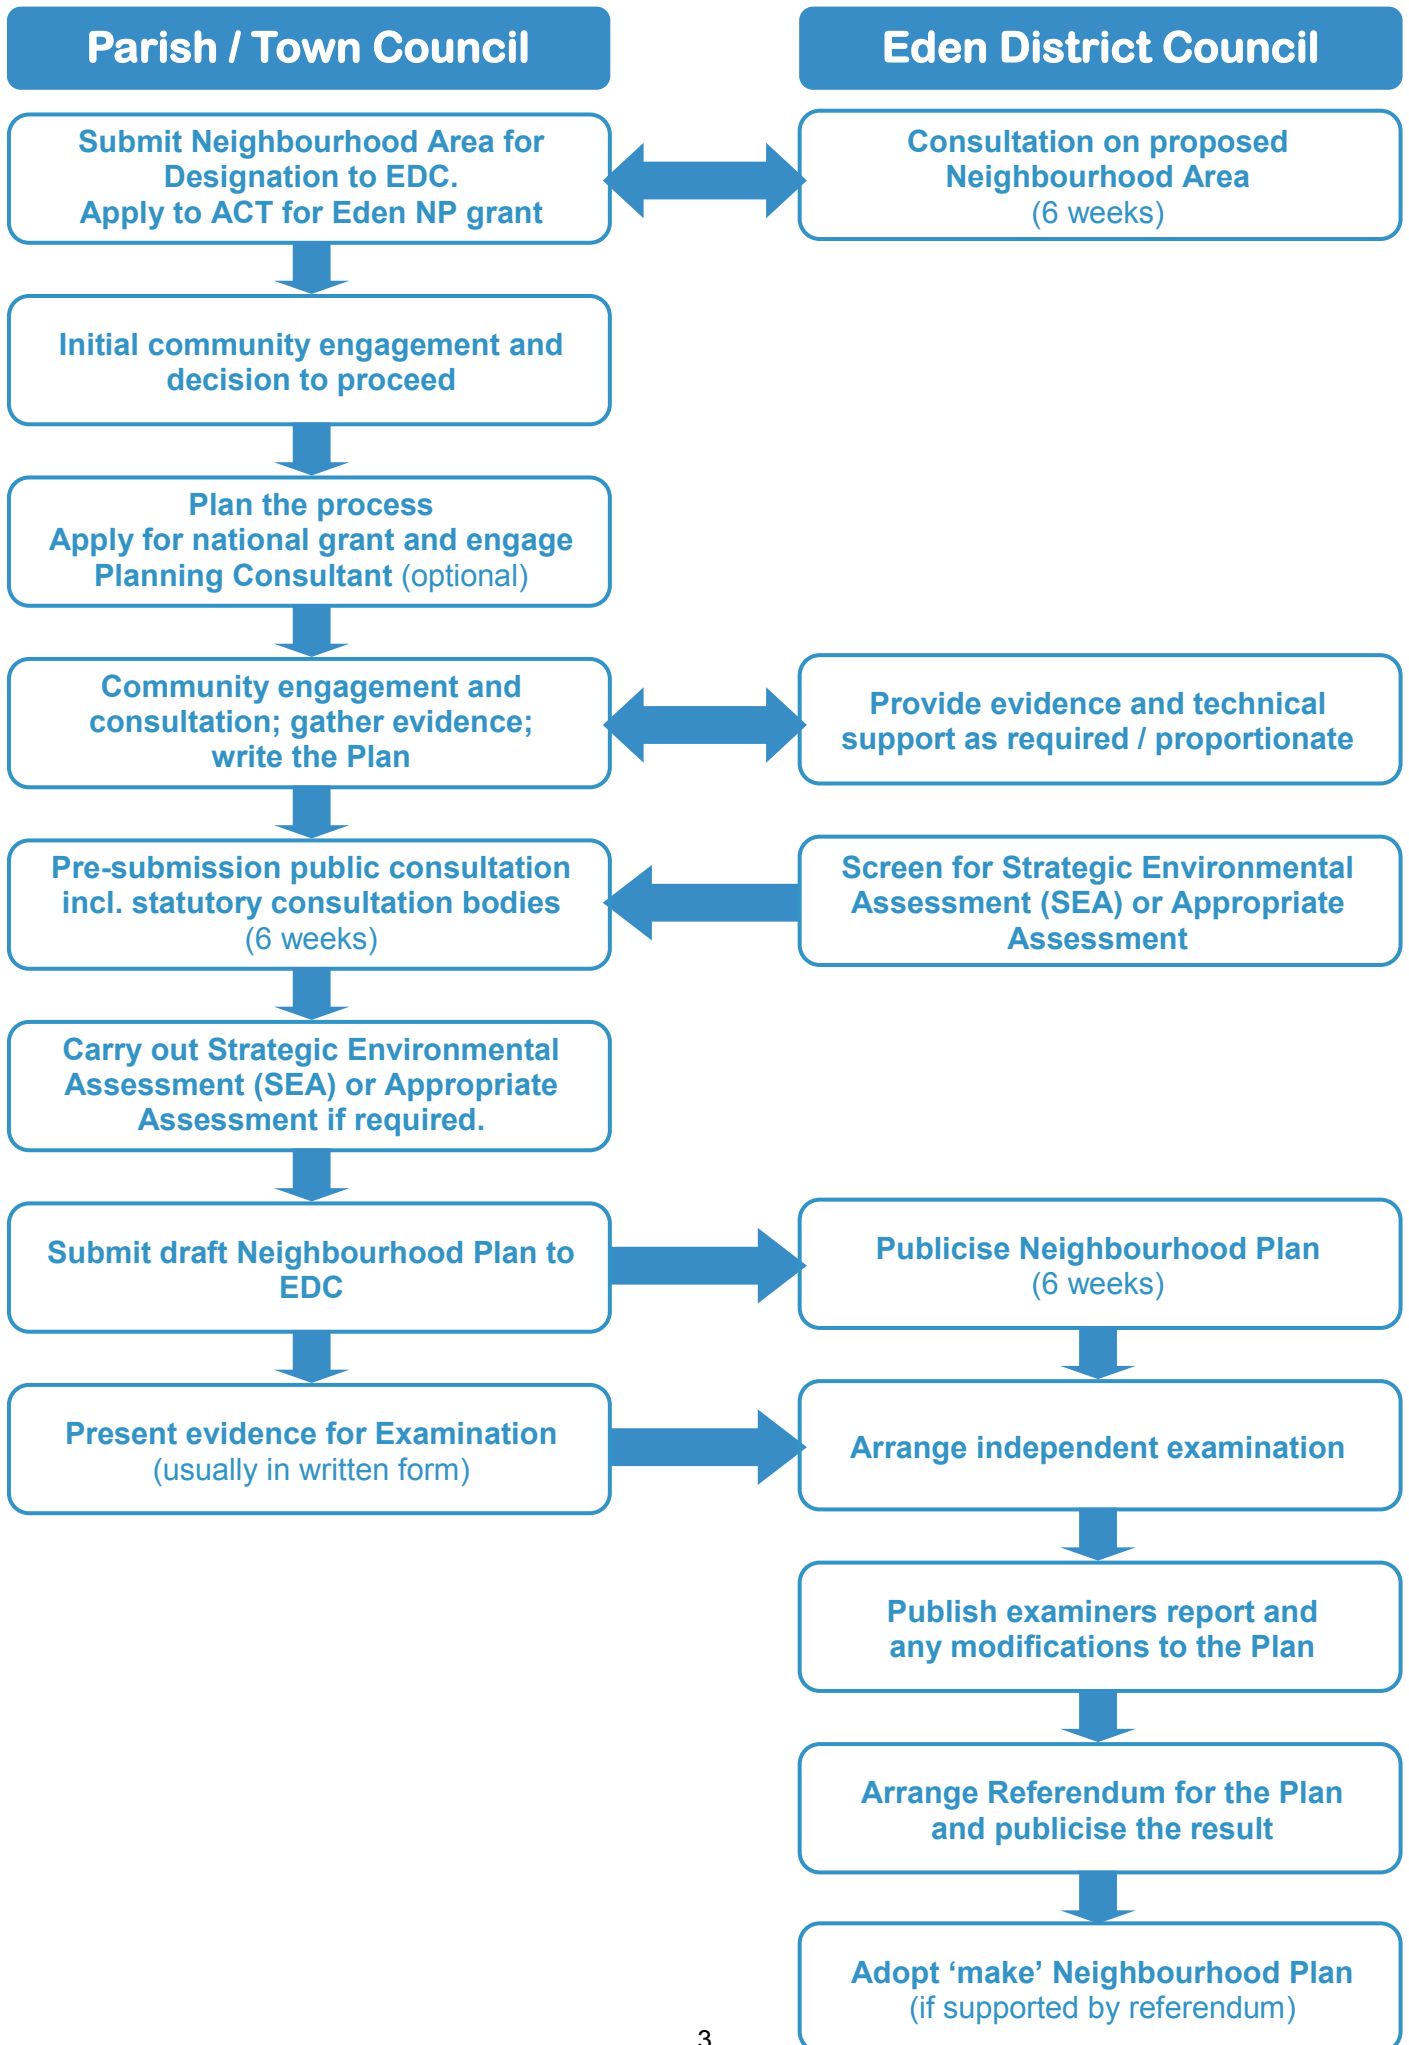 Parish / Town Council
Eden District Council
Submit Neighbourhood Area for
Designation to EDC.
Apply to ACT for Eden NP grant
Consultation on proposed
Neighbourhood Area
(6 weeks)
Initial community engagement and
decision to proceed
Plan the process
Apply for national grant and engage
Planning Consultant (optional)
Community engagement and
consultation; gather evidence;
write the Plan
Provide evidence and technical
support as required / proportionate
Pre-submission public consultation
incl. statutory consultation bodies
(6 weeks)
Screen for Strategic Environmental
Assessment (SEA) or Appropriate
Assessment
Carry out Strategic Environmental
Assessment (SEA) or Appropriate
Assessment if required.
Submit draft Neighbourhood Plan to
EDC
Publicise Neighbourhood Plan
(6 weeks)
Present evidence for Examination
(usually in written form)
Arrange independent examination
Publish examiners report and
any modifications to the Plan
Arrange Referendum for the Plan
and publicise the result
Adopt ‘make’ Neighbourhood Plan
(if supported by referendum)
3